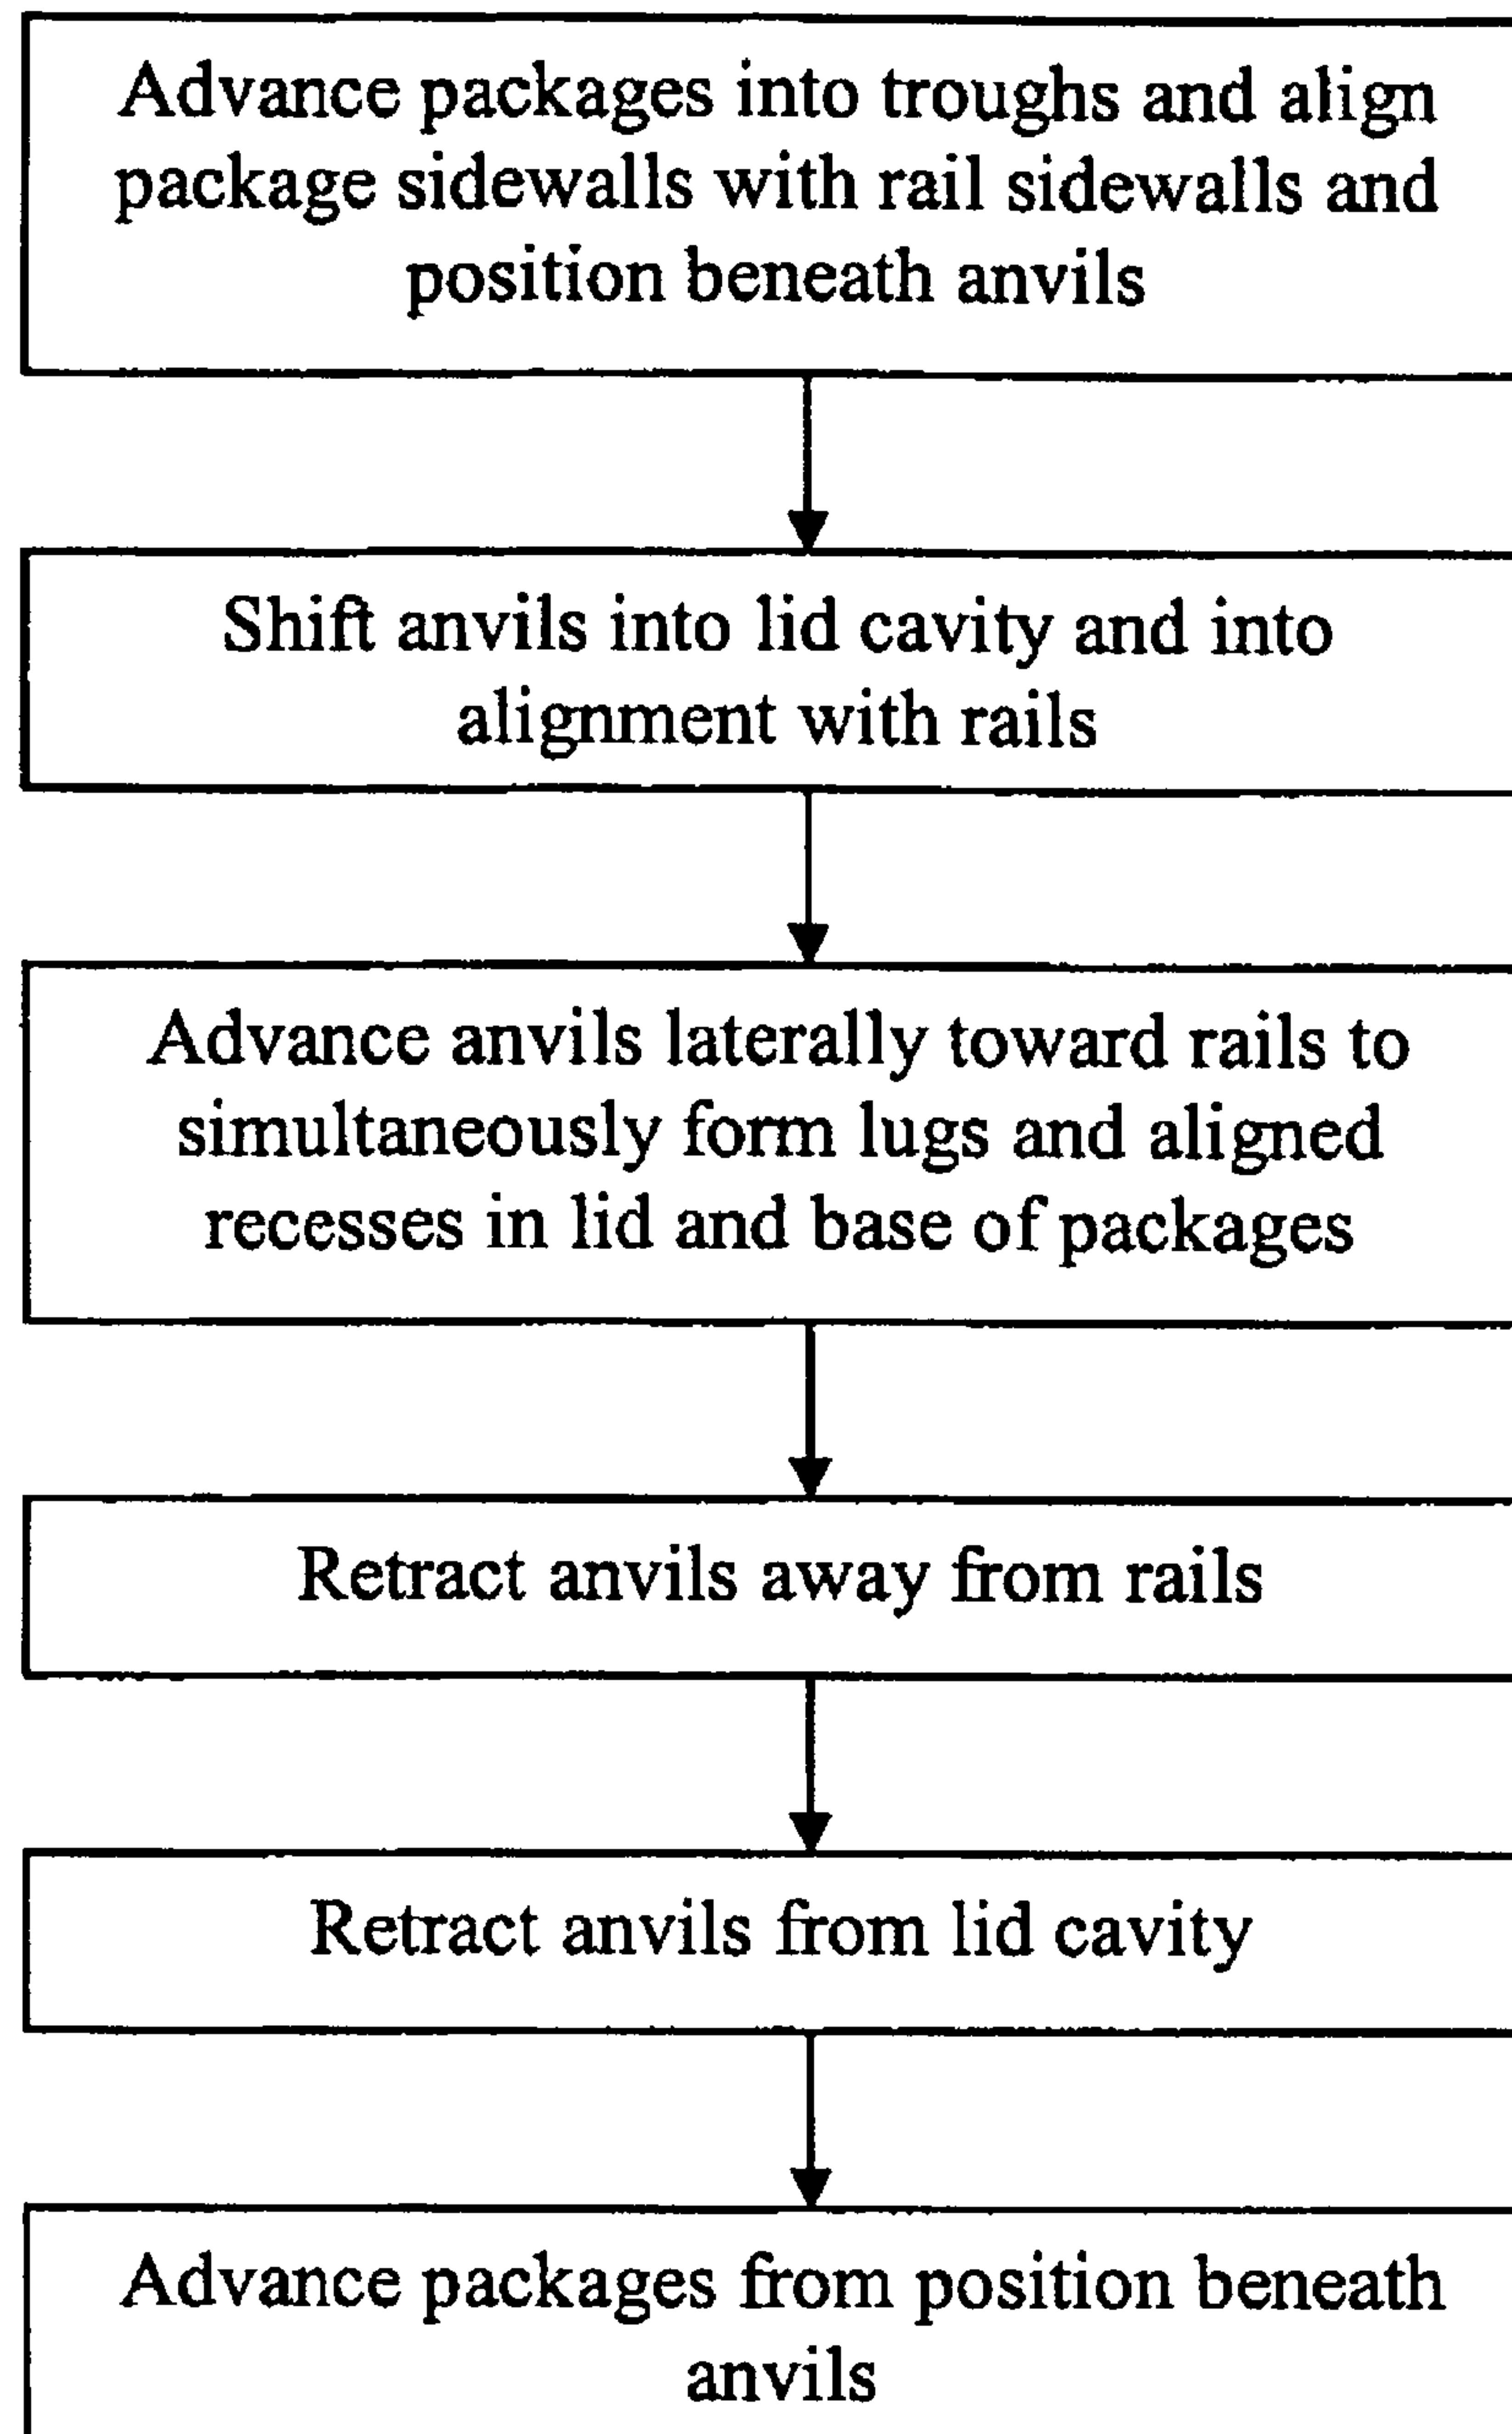 Advance packages into troughs and align
package sidewalls with rail sidewalls and
position beneath anvils
Shift anvils into lid cavity and into
alignment with rails
Advance anvils laterally toward rails to
simultaneously form lugs and aligned
recesses in lid and base of packages
Retract anvils away from rails
Retract anvils from lid cavity
Advance packages from position beneath
anvils